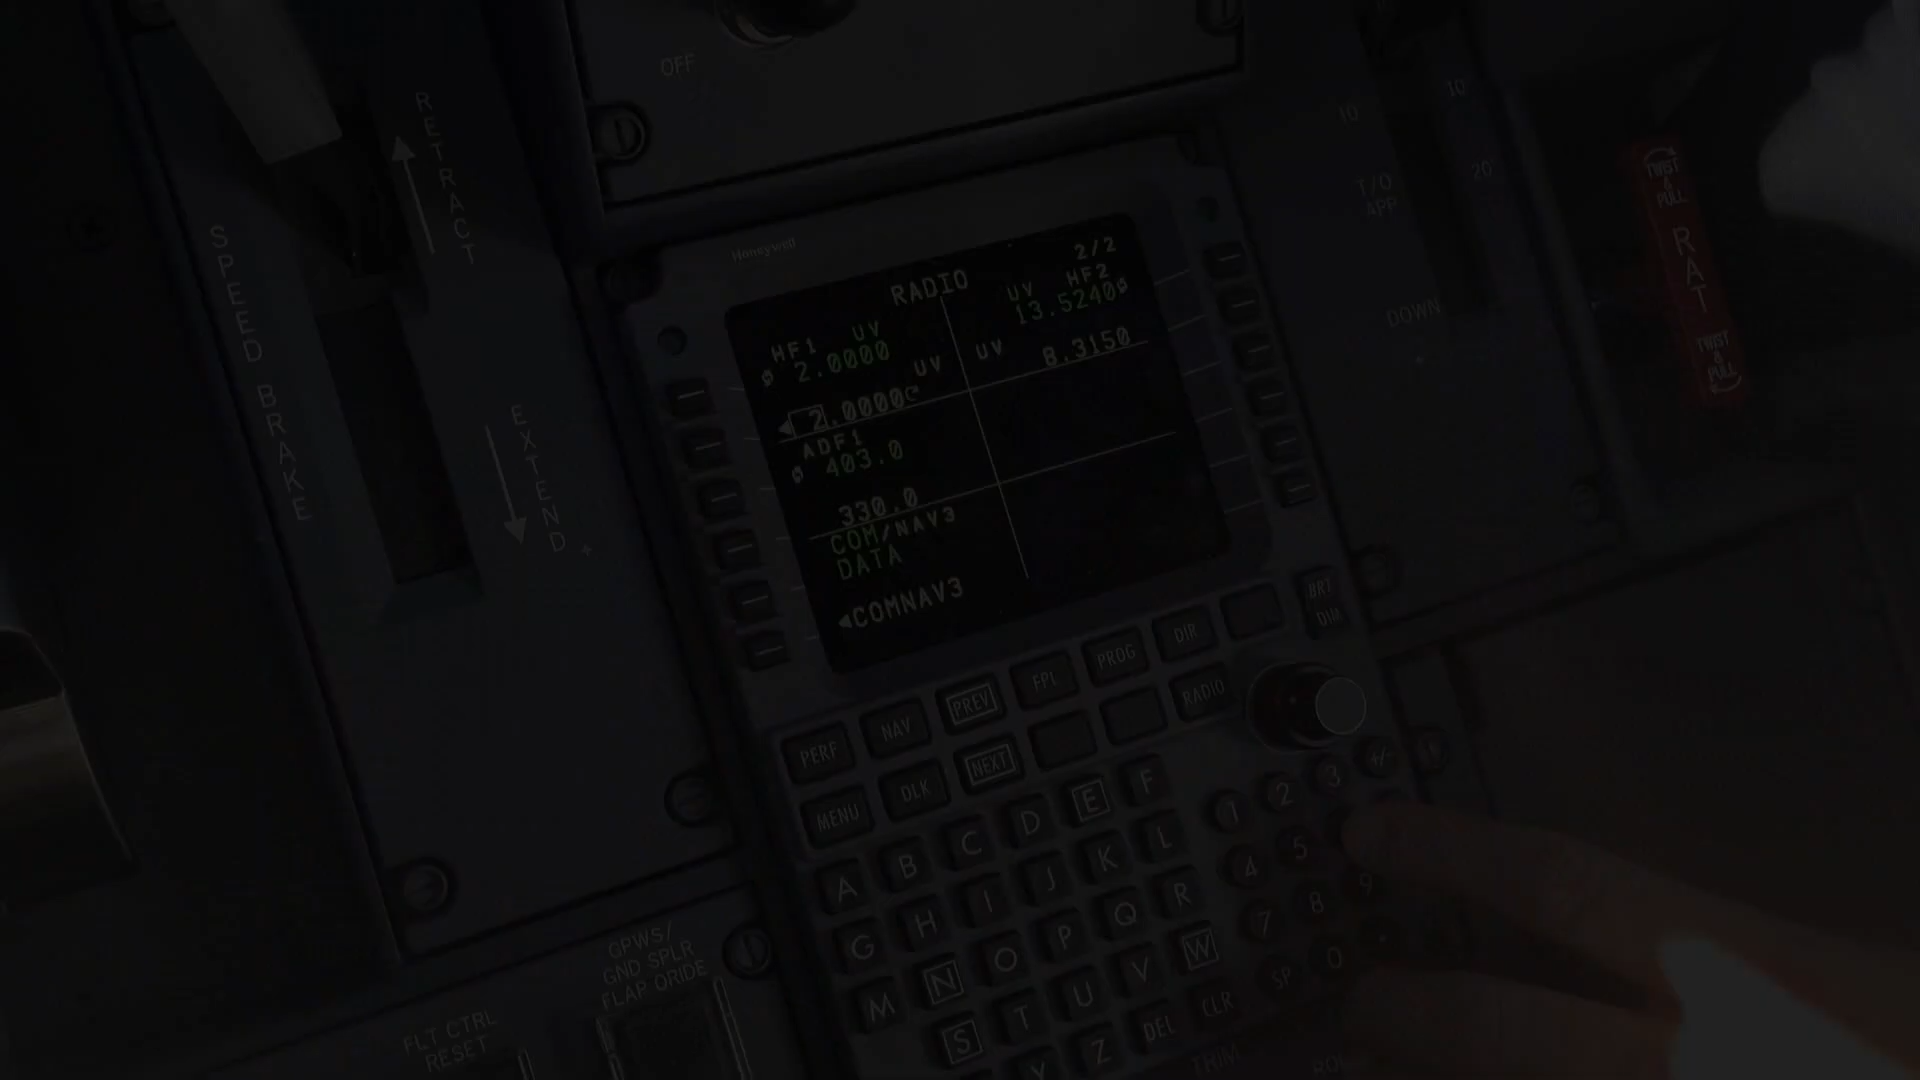 OFF
RETRACT
SPEED BRAKE
EXTEND
Honeywell
RADIO 2/2
HF1 UV
2.0000
UV HF2
13.5240
UV
2.0000
UV
8.3150
ADF1
403.0
330.0
COM/NAV3
DATA
COMNAV3
10
10
T/O
APP
20
DOWN
TWIST
&
PULL
RAT
TWIST
&
PULL
BRT
DIM
PERF NAV PREV FPL PROG DIR
MENU DLK NEXT RADIO
A B C D E F
G H I J K L
M N O P Q R
S T U V W
Y Z DEL CLR
1 2 3 +/-
4 5
7 8 9
SP 0
GPWS/
GND SPLR
FLAP ORIDE
FLT CTRL
RESET
TRIM